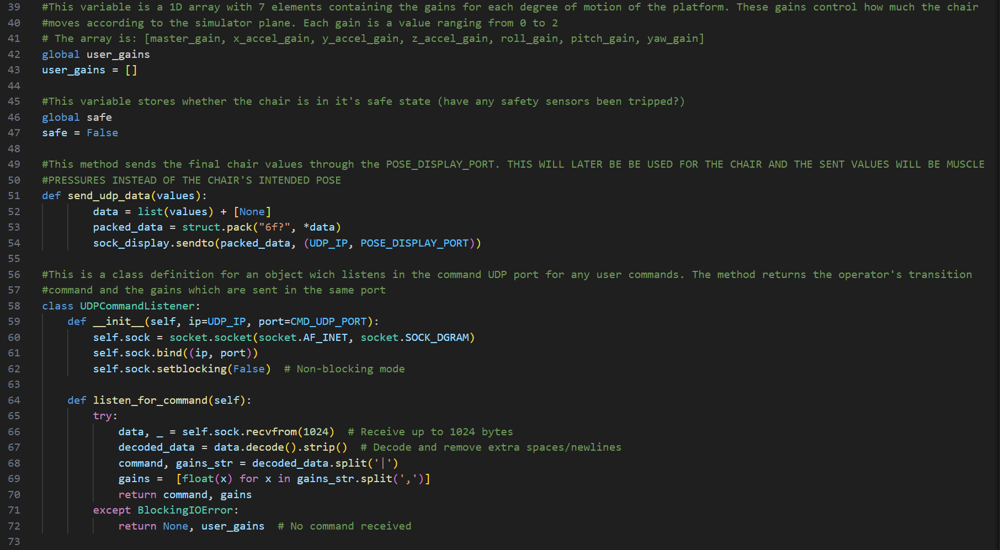 39 #This variable is a 1D array with 7 elements containing the gains for each degree of motion of the platform. These gains control how much the chair
40 #moves according to the simulator plane. Each gain is a value ranging from 0 to 2
41 # The array is: [master_gain, x_accel_gain, y_accel_gain, z_accel_gain, roll_gain, pitch_gain, yaw_gain]
42 global user_gains
43 user_gains = []
44
45 #This variable stores whether the chair is in it's safe state (have any safety sensors been tripped?)
46 global safe
47 safe = False
48
49 #This method sends the final chair values through the POSE_DISPLAY_PORT. THIS WILL LATER BE BE USED FOR THE CHAIR AND THE SENT VALUES WILL BE MUSCLE
50 #PRESSURES INSTEAD OF THE CHAIR'S INTENDED POSE
51 def send_udp_data(values):
52         data = list(values) + [None]
53         packed_data = struct.pack("6f?", *data)
54         sock_display.sendto(packed_data, (UDP_IP, POSE_DISPLAY_PORT))
55
56 #This is a class definition for an object wich listens in the command UDP port for any user commands. The method returns the operator's transition
57 #command and the gains which are sent in the same port
58 class UDPCommandListener:
59     def __init__(self, ip=UDP_IP, port=CMD_UDP_PORT):
60         self.sock = socket.socket(socket.AF_INET, socket.SOCK_DGRAM)
61         self.sock.bind((ip, port))
62         self.sock.setblocking(False)  # Non-blocking mode
63
64     def listen_for_command(self):
65         try:
66             data, _ = self.sock.recvfrom(1024)  # Receive up to 1024 bytes
67             decoded_data = data.decode().strip()  # Decode and remove extra spaces/newlines
68             command, gains_str = decoded_data.split('|')
69             gains =  [float(x) for x in gains_str.split(',')]
70             return command, gains
71         except BlockingIOError:
72             return None, user_gains  # No command received
73